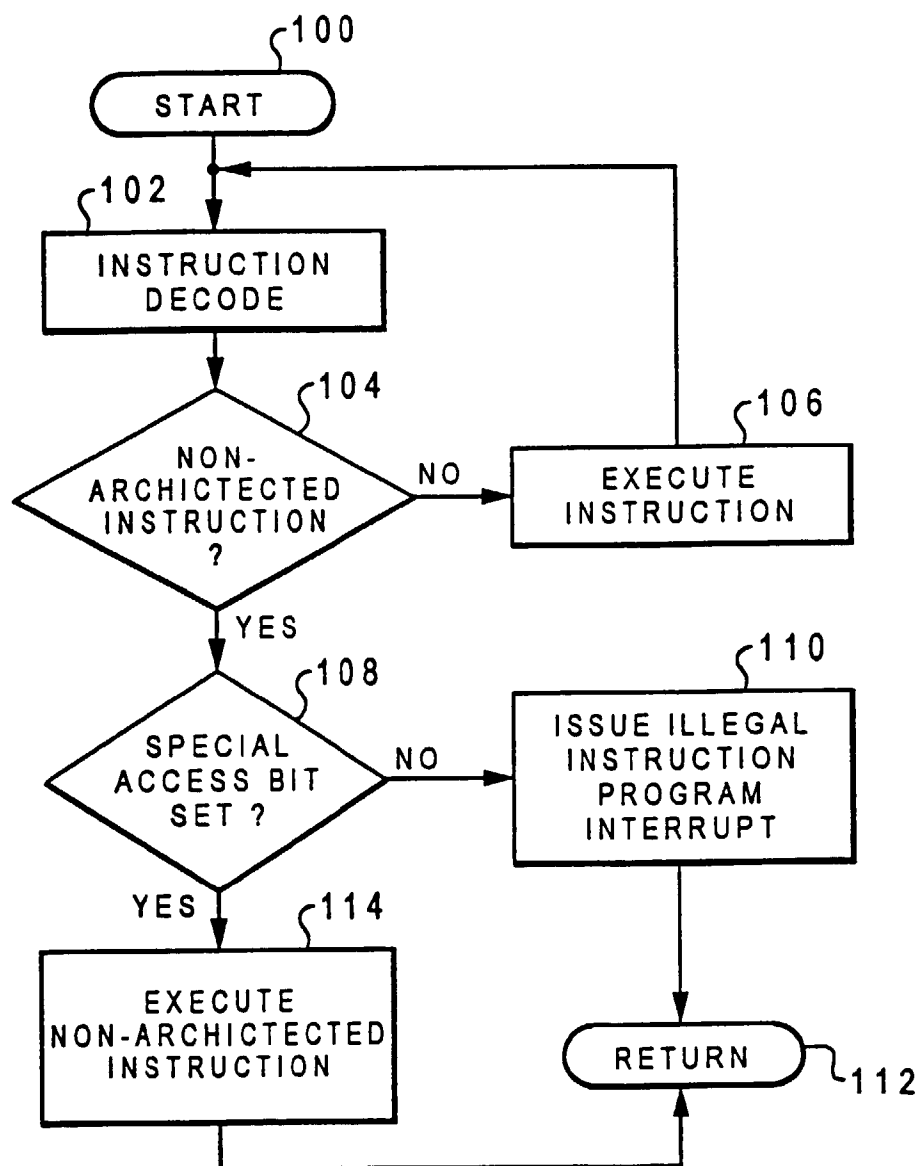 100
START
102
INSTRUCTION
DECODE
104
NON-
ARCHICTECTED
INSTRUCTION
?
NO
106
EXECUTE
INSTRUCTION
YES
108
SPECIAL
ACCESS BIT
SET ?
NO
110
ISSUE ILLEGAL
INSTRUCTION
PROGRAM
INTERRUPT
YES
114
EXECUTE
NON-ARCHICTECTED
INSTRUCTION
RETURN
112